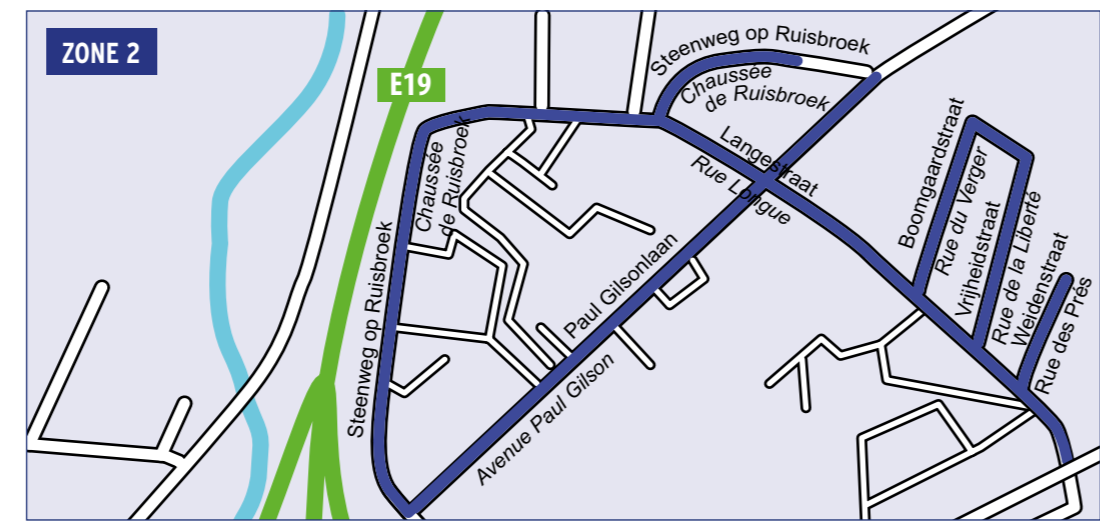 ZONE 2
E19
Steenweg op Ruisbroek
Chaussée
de Ruisbroek
Steenweg op Ruisbroek
Chaussée
de Ruisbroek
Langestraat
Rue Longue
Paul Gilsonlaan
Avenue Paul Gilson
Boomgaardstraat
Rue du Verger
Vrijheidstraat
Rue de la Liberté
Weidenstraat
Rue des Prés